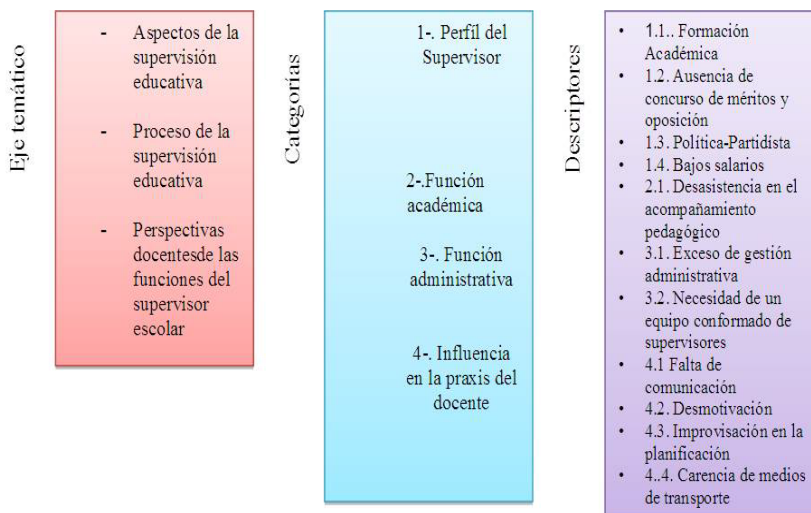 Eje temático
- Aspectos de la
supervisión
educativa
- Proceso de la
supervisión
educativa
- Perspectivas
docentesde las
funciones del
supervisor
escolar
Categorías
1-. Perfíl del
Supervisor
2-.Función
académica
3-. Función
administrativa
4-. Influencia
en la praxis del
docente
Descriptores
• 1.1.. Formación
Académica
• 1.2. Ausencia de
concurso de méritos y
oposición
• 1.3. Política-Partidísta
• 1.4. Bajos salarios
• 2.1. Desasistencia en el
acompañamiento
pedagógico
• 3.1. Exceso de gestión
administrativa
• 3.2. Necesidad de un
equipo conformado de
supervisores
• 4.1 Falta de
comunicación
• 4.2. Desmotivación
• 4.3. Improvisación en la
planificación
• 4..4. Carencia de medios
de transporte